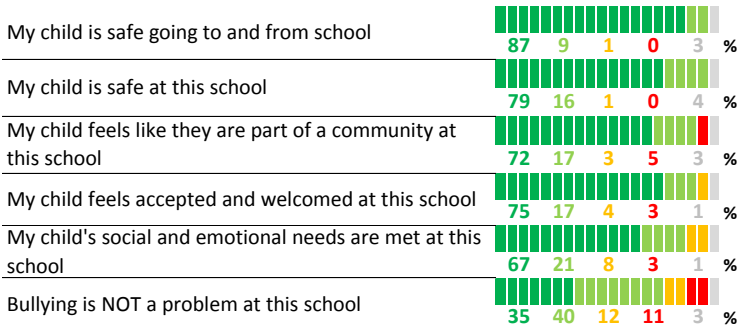 My child is safe going to and from school
87 9 1 0 3 %
My child is safe at this school
79 16 1 0 4 %
My child feels like they are part of a community at
this school
72 17 3 5 3 %
My child feels accepted and welcomed at this school
75 17 4 3 1 %
My child's social and emotional needs are met at this
school
67 21 8 3 1 %
Bullying is NOT a problem at this school
35 40 12 11 3 %